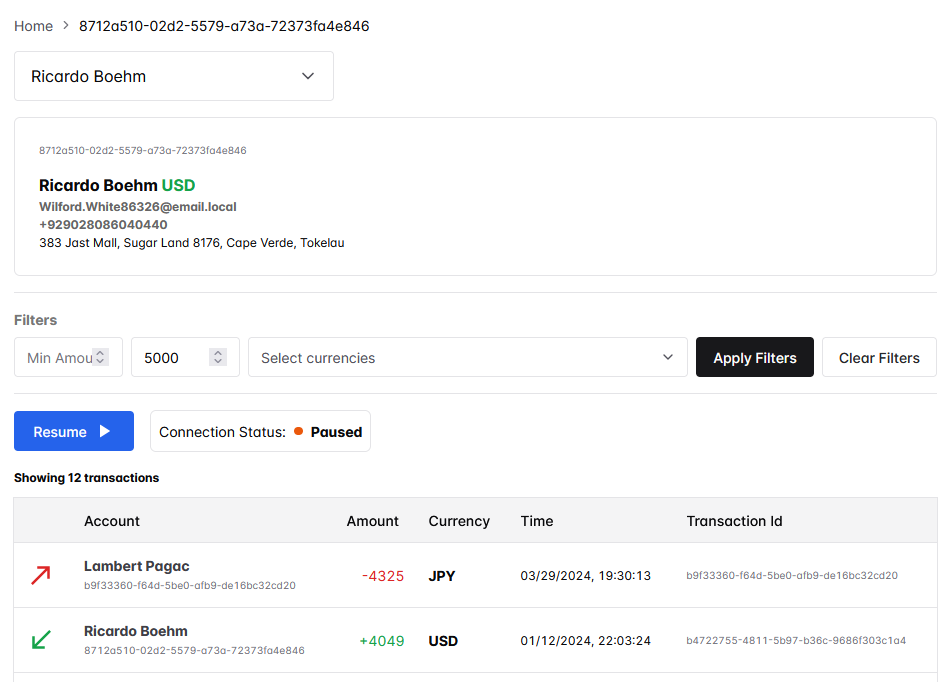 Home > 8712a510-02d2-5579-a73a-72373fa4e846
Ricardo Boehm
8712a510-02d2-5579-a73a-72373fa4e846
Ricardo Boehm USD
Wilford.White86326@email.local
+929028086040440
383 Jast Mall, Sugar Land 8176, Cape Verde, Tokelau
Filters
Min Amou 5000 Select currencies Apply Filters Clear Filters
Resume Connection Status: Paused
Showing 12 transactions
Account Amount Currency Time Transaction Id
Lambert Pagac
b9f33360-f64d-5be0-afb9-de16bc32cd20 -4325 JPY 03/29/2024, 19:30:13 b9f33360-f64d-5be0-afb9-de16bc32cd20
Ricardo Boehm
8712a510-02d2-5579-a73a-72373fa4e846 +4049 USD 01/12/2024, 22:03:24 b4722755-4811-5b97-b36c-9686f303c1a4